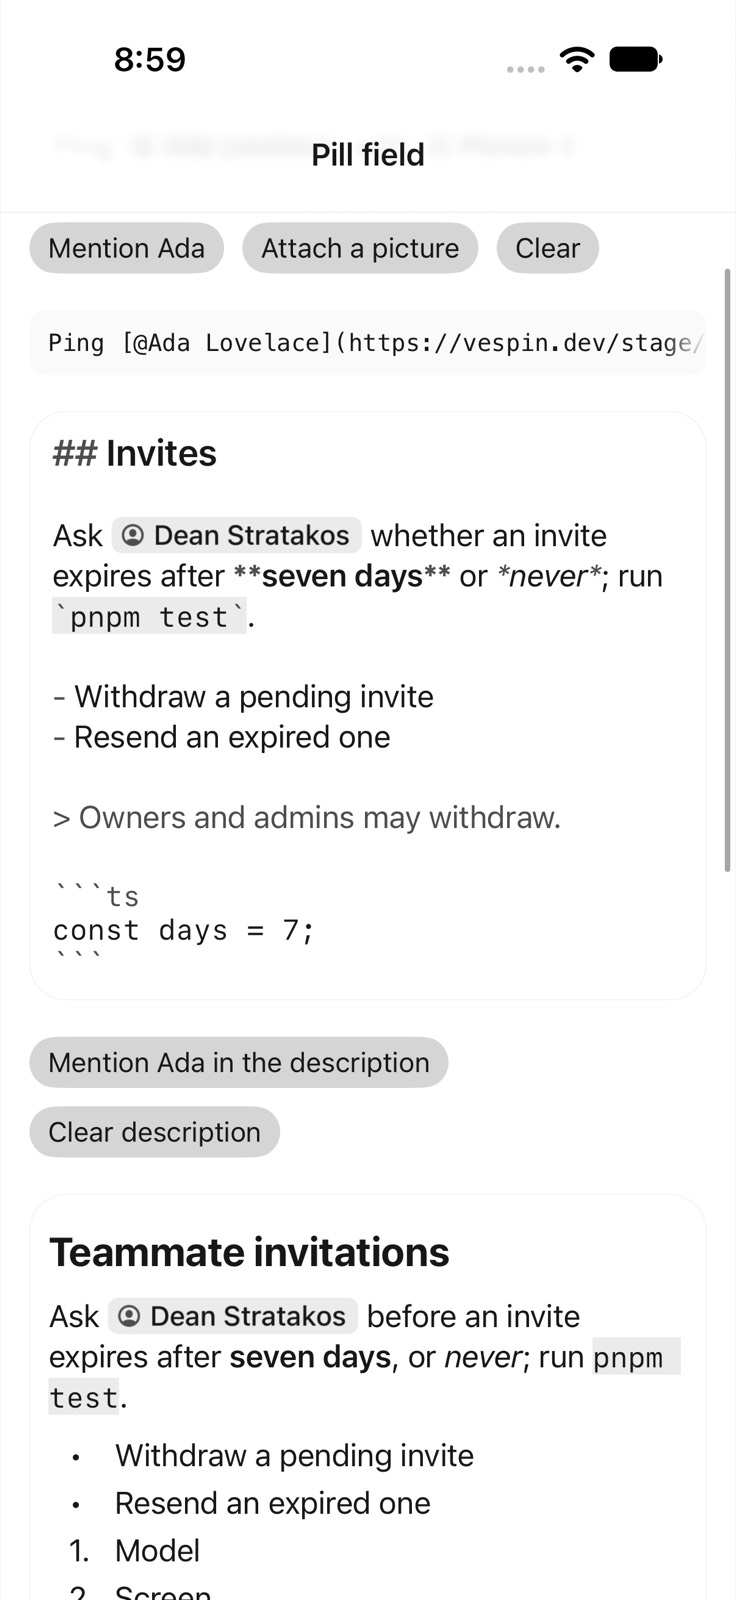 8:59
Pill field
Mention Ada
Attach a picture
Clear
Ping [@Ada Lovelace](https://vespin.dev/stage/
## Invites
Ask Dean Stratakos whether an invite
expires after **seven days** or *never*; run
`pnpm test`.
- Withdraw a pending invite
- Resend an expired one
> Owners and admins may withdraw.
```ts
const days = 7;
```
Mention Ada in the description
Clear description
Teammate invitations
Ask Dean Stratakos before an invite
expires after seven days, or never; run pnpm
test.
• Withdraw a pending invite
• Resend an expired one
1. Model
2. Screen